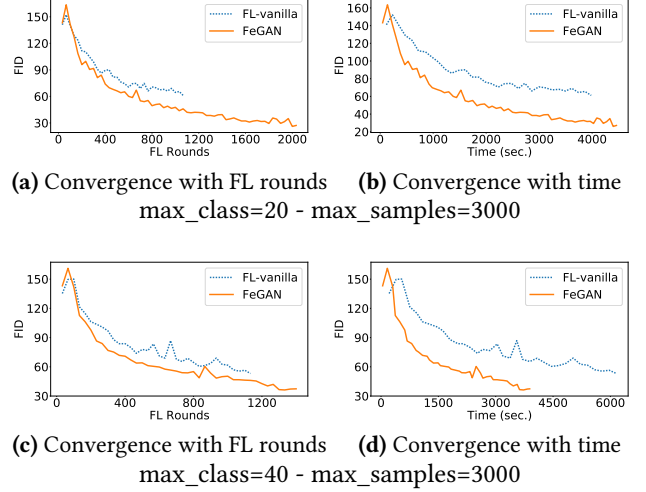 150
120
90
60
30
FID
FL-vanilla
FeGAN
0 400 800 1200 1600 2000
FL Rounds
160
140
120
100
80
60
40
20
FID
FL-vanilla
FeGAN
0 1000 2000 3000 4000
Time (sec.)
(a) Convergence with FL rounds (b) Convergence with time
max_class=20 - max_samples=3000
150
120
90
60
30
FID
FL-vanilla
FeGAN
0 400 800 1200
FL Rounds
150
120
90
60
30
FID
FL-vanilla
FeGAN
0 1500 3000 4500 6000
Time (sec.)
(c) Convergence with FL rounds (d) Convergence with time
max_class=40 - max_samples=3000